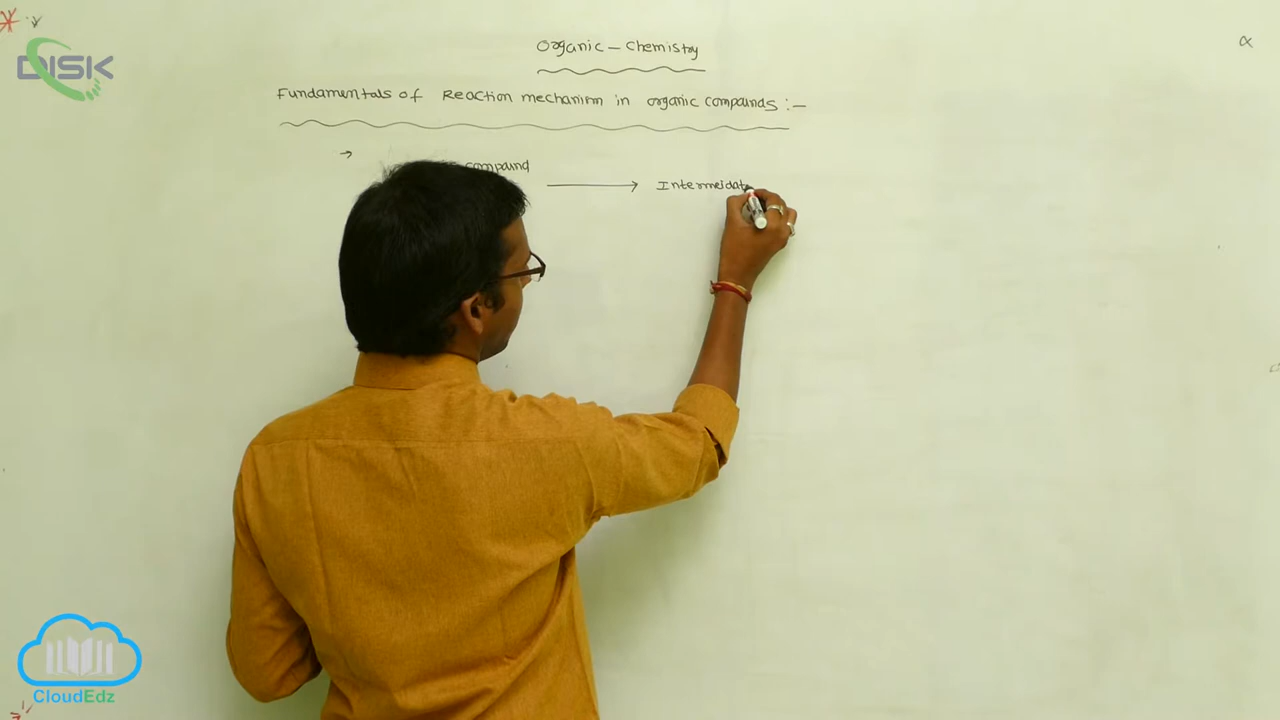 DISK
Organic - Chemistry
Fundamentals of Reaction mechanism in organic compounds :-
→ compound → Intermeidate
α
CloudEdz